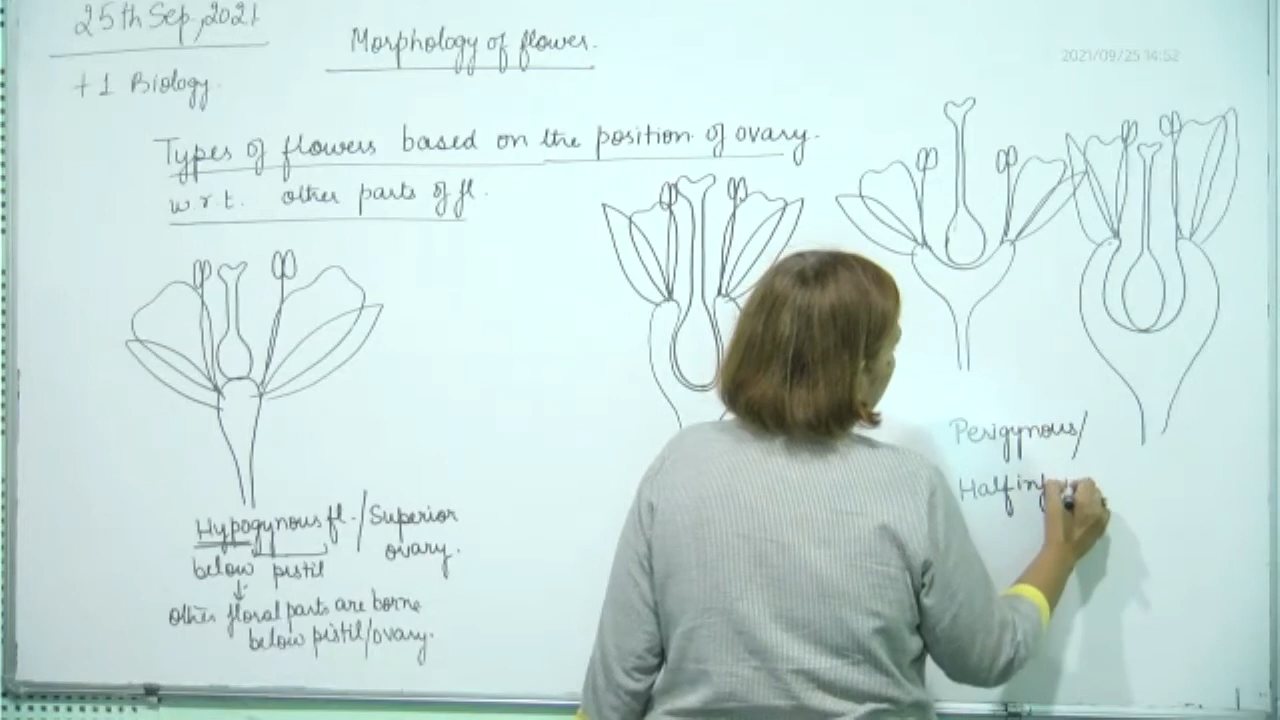 25th Sep, 2021
+1 Biology.
Morphology of flower.
2021/09/25 14:52
Types of flowers based on the position of ovary.
w r.t. other parts of fl.
Hypogynous fl. / Superior
ovary.
below pistil
↓
other floral parts are borne
below pistil/ovary.
Perigynous/
Half inf